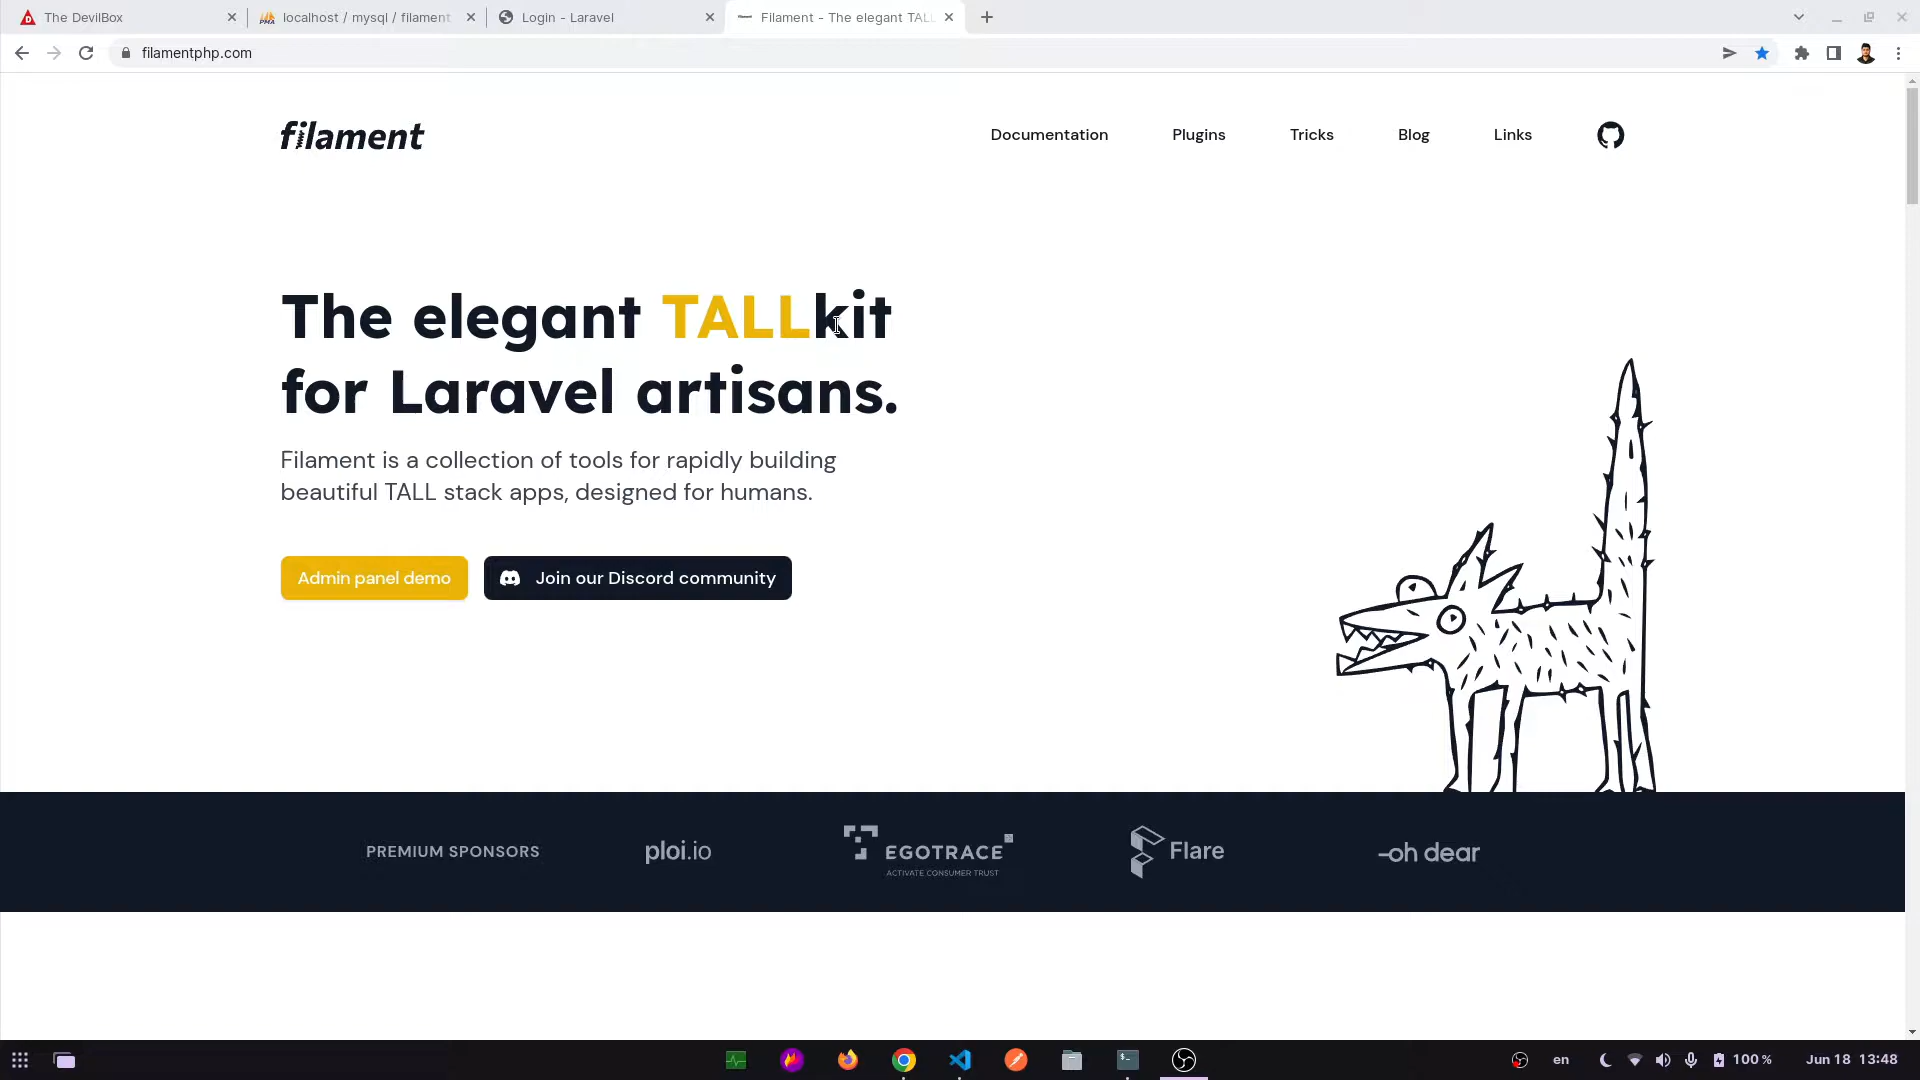 The DevilBox
localhost / mysql / filament
Login - Laravel
Filament - The elegant TALL
filamentphp.com
filament
Documentation
Plugins
Tricks
Blog
Links
The elegant TALLkit
for Laravel artisans.
Filament is a collection of tools for rapidly building
beautiful TALL stack apps, designed for humans.
Admin panel demo
Join our Discord community
PREMIUM SPONSORS
ploi.io
EGOTRACE
ACTIVATE CONSUMER TRUST
Flare
oh dear
en
100 %
Jun 18 13:48